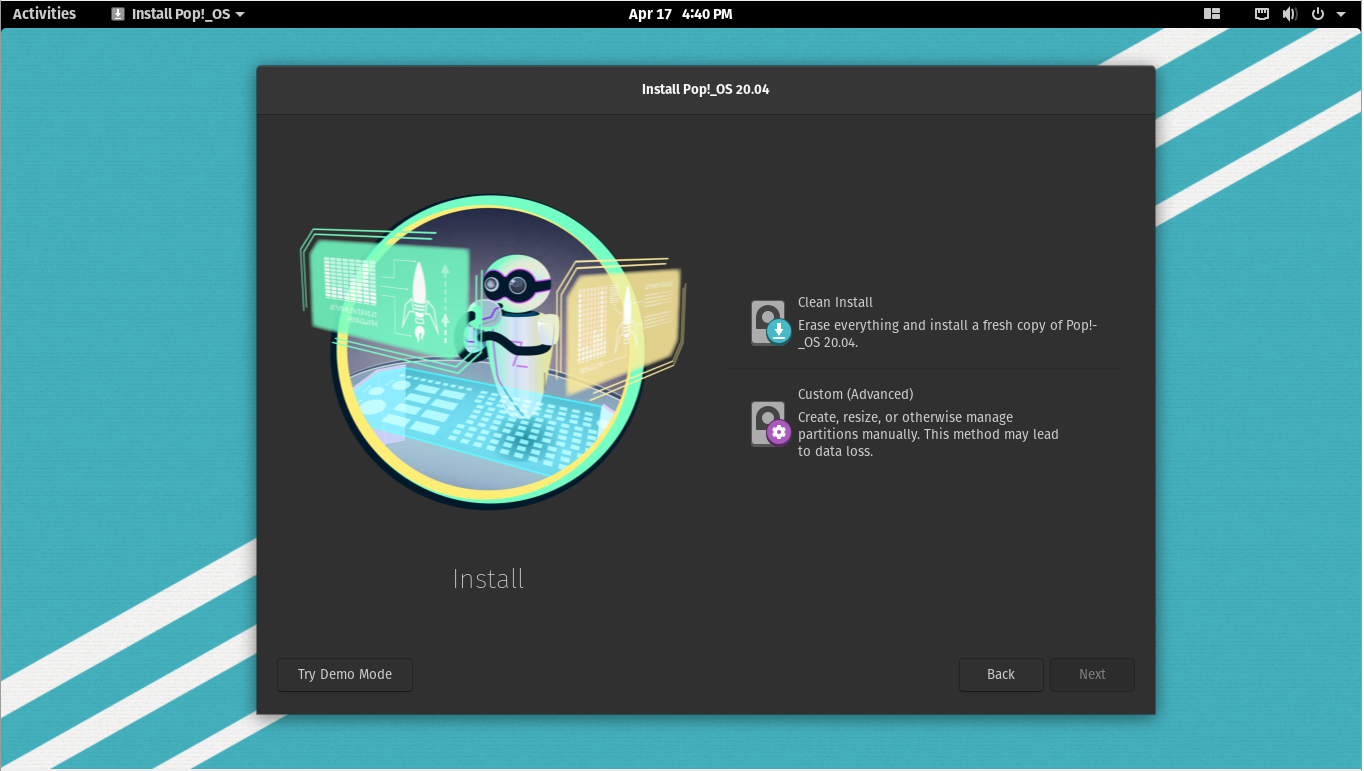 Activities
Install Pop!_OS
Apr 17 4:40 PM
Install Pop!_OS 20.04
Clean Install
Erase everything and install a fresh copy of Pop!-
_OS 20.04.
Custom (Advanced)
Create, resize, or otherwise manage
partitions manually. This method may lead
to data loss.
Install
Try Demo Mode
Back
Next